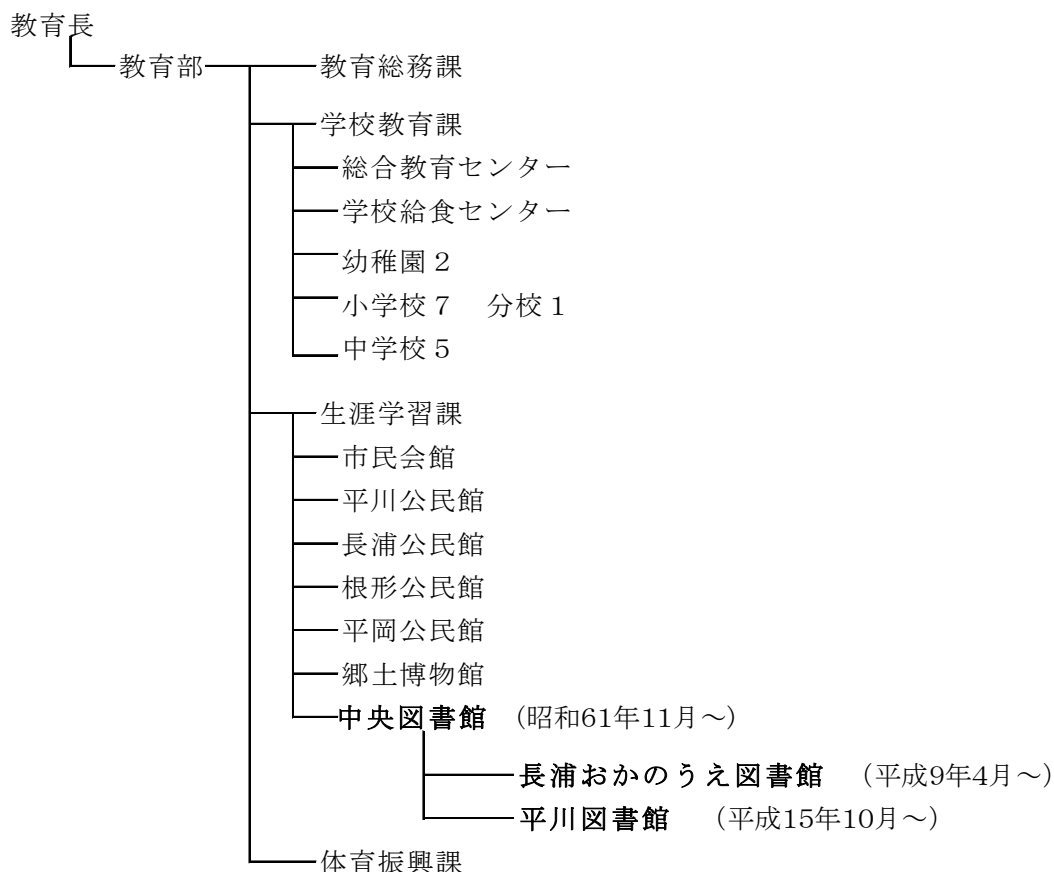 教育長
教育部 教育総務課
学校教育課
総合教育センター
学校給食センター
幼稚園２
小学校７ 分校１
中学校５
生涯学習課
市民会館
平川公民館
長浦公民館
根形公民館
平岡公民館
郷土博物館
中央図書館 （昭和61年11月～）
長浦おかのうえ図書館 （平成9年4月～）
平川図書館 （平成15年10月～）
体育振興課